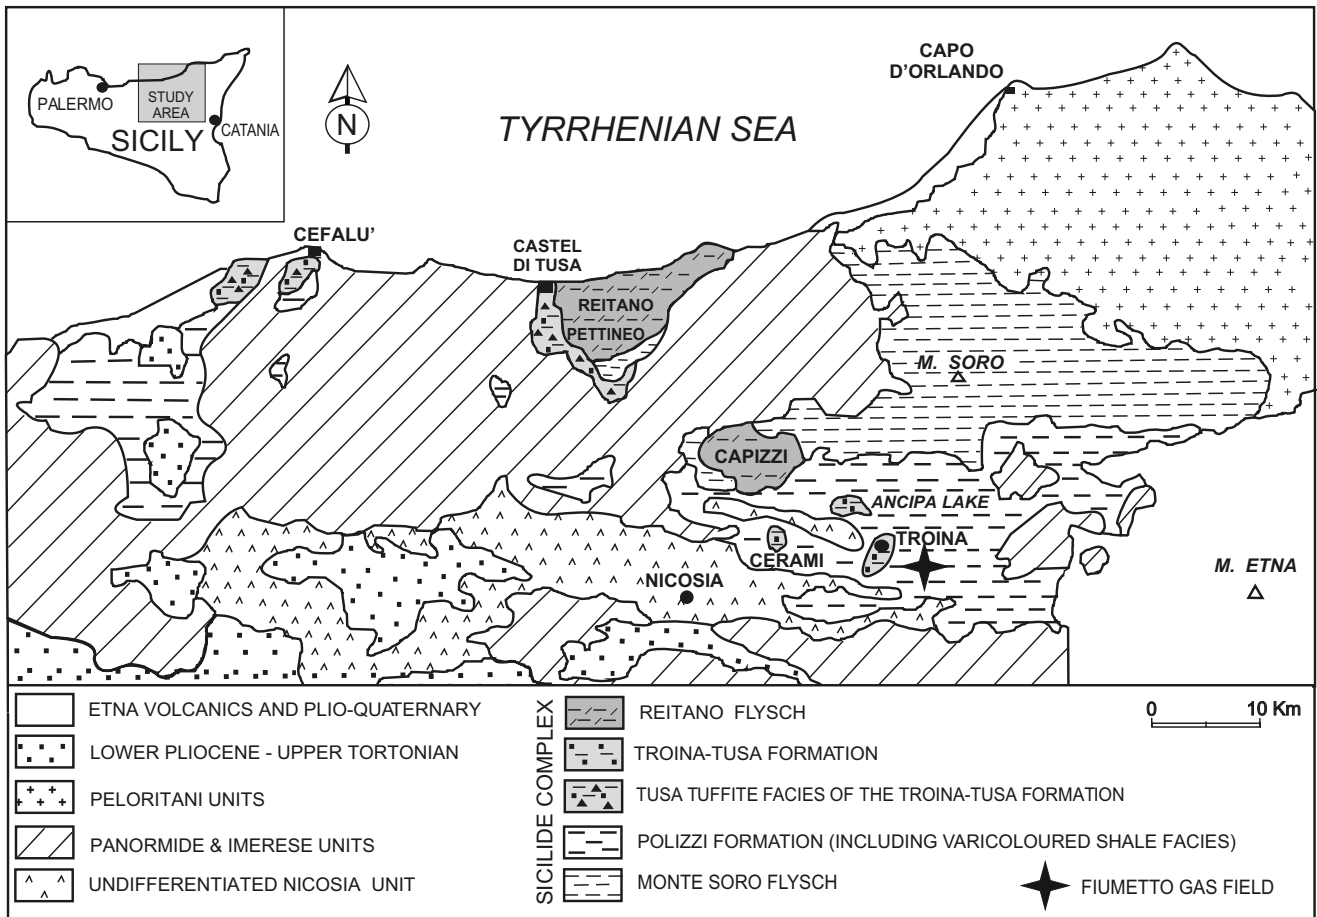 PALERMO
STUDY
AREA
SICILY
CATANIA
N
TYRRHENIAN SEA
CAPO
D'ORLANDO
CEFALU'
CASTEL
DI TUSA
REITANO
PETTINEO
M. SORO
CAPIZZI
ANCIPA LAKE
TROINA
CERAMI
NICOSIA
M. ETNA
ETNA VOLCANICS AND PLIO-QUATERNARY
LOWER PLIOCENE - UPPER TORTONIAN
PELORITANI UNITS
PANORMIDE & IMERESE UNITS
UNDIFFERENTIATED NICOSIA UNIT
SICILIDE COMPLEX
REITANO FLYSCH
TROINA-TUSA FORMATION
TUSA TUFFITE FACIES OF THE TROINA-TUSA FORMATION
POLIZZI FORMATION (INCLUDING VARICOLOURED SHALE FACIES)
MONTE SORO FLYSCH
0 10 Km
FIUMETTO GAS FIELD